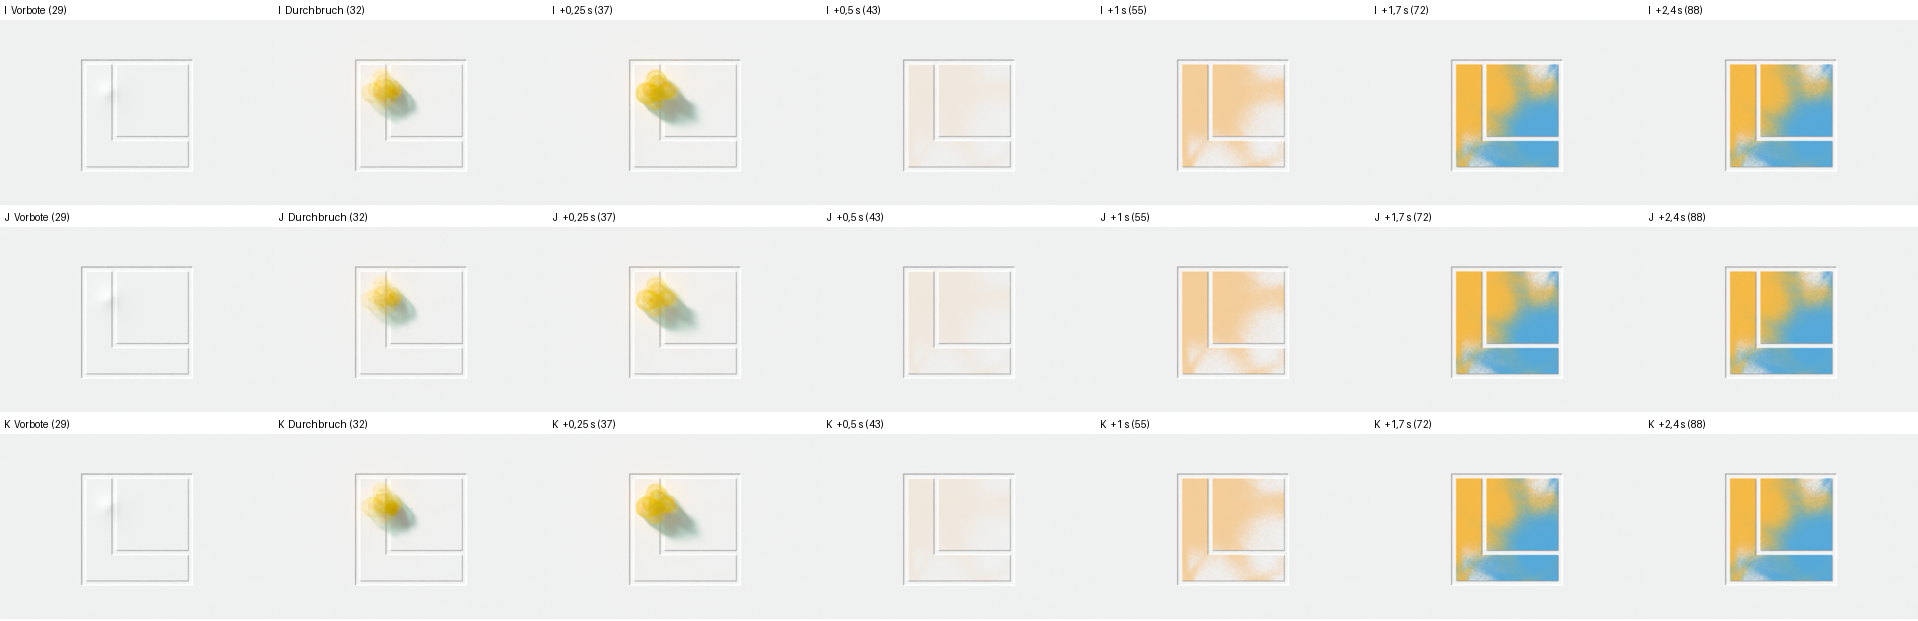 I Vorbote (29)
I Durchbruch (32)
I +0,25 s (37)
I +0,5 s (43)
I +1 s (55)
I +1,7 s (72)
I +2,4 s (88)
J Vorbote (29)
J Durchbruch (32)
J +0,25 s (37)
J +0,5 s (43)
J +1 s (55)
J +1,7 s (72)
J +2,4 s (88)
K Vorbote (29)
K Durchbruch (32)
K +0,25 s (37)
K +0,5 s (43)
K +1 s (55)
K +1,7 s (72)
K +2,4 s (88)